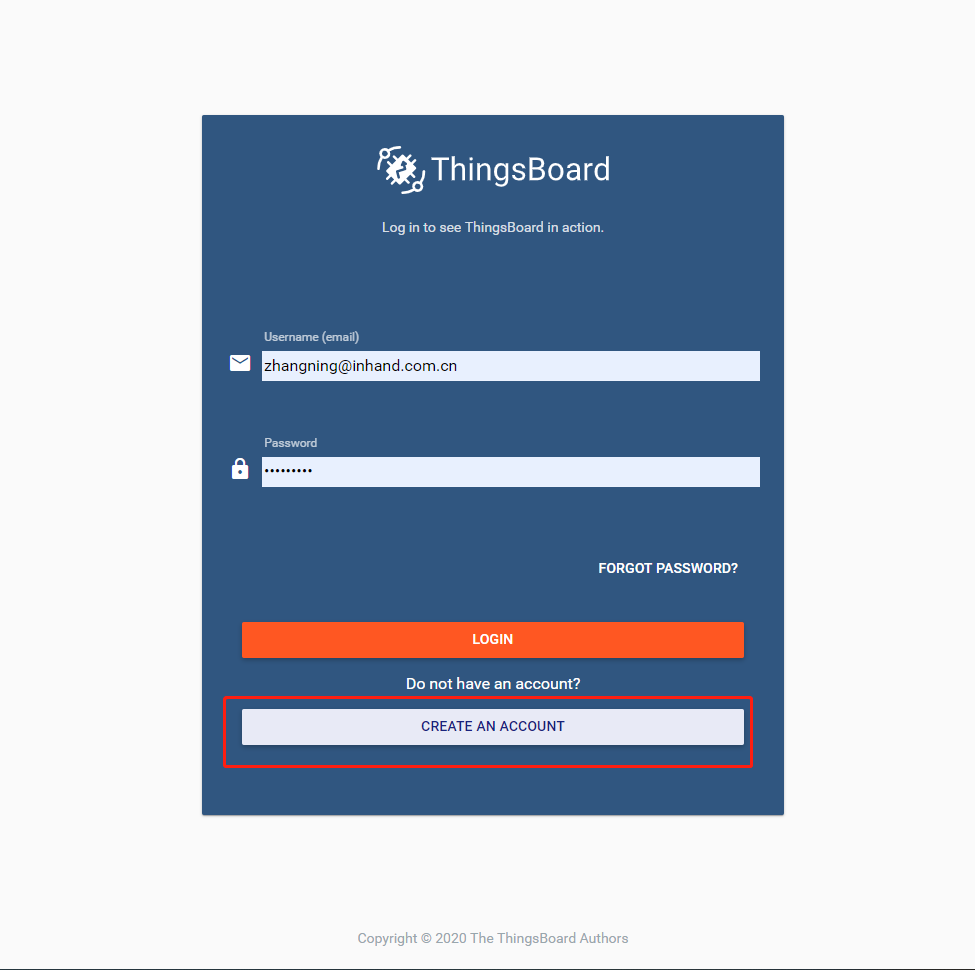 ThingsBoard
Log in to see ThingsBoard in action.
Username (email)
zhangning@inhand.com.cn
Password
•••••••••
FORGOT PASSWORD?
LOGIN
Do not have an account?
CREATE AN ACCOUNT
Copyright © 2020 The ThingsBoard Authors